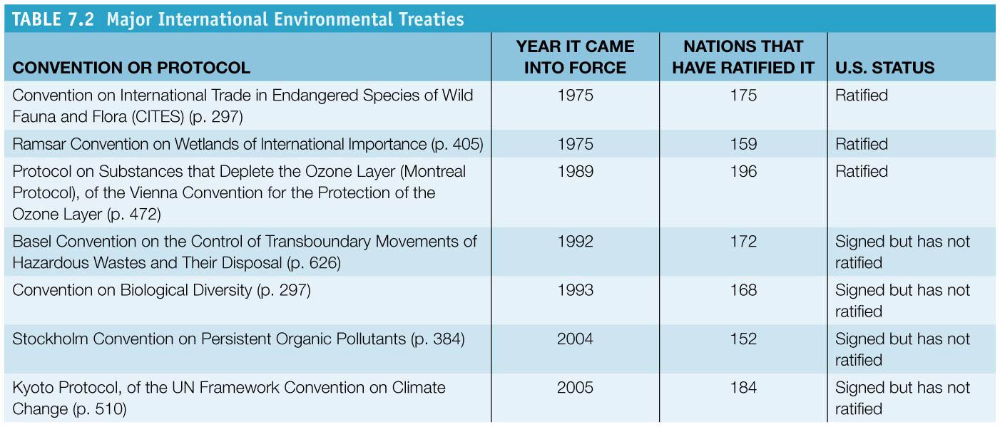 TABLE 7.2 Major International Environmental Treaties
CONVENTION OR PROTOCOL
YEAR IT CAME
INTO FORCE
NATIONS THAT
HAVE RATIFIED IT
U.S. STATUS
Convention on International Trade in Endangered Species of Wild
Fauna and Flora (CITES) (p. 297)
1975
175
Ratified
Ramsar Convention on Wetlands of International Importance (p. 405)
1975
159
Ratified
Protocol on Substances that Deplete the Ozone Layer (Montreal
Protocol), of the Vienna Convention for the Protection of the
Ozone Layer (p. 472)
1989
196
Ratified
Basel Convention on the Control of Transboundary Movements of
Hazardous Wastes and Their Disposal (p. 626)
1992
172
Signed but has not
ratified
Convention on Biological Diversity (p. 297)
1993
168
Signed but has not
ratified
Stockholm Convention on Persistent Organic Pollutants (p. 384)
2004
152
Signed but has not
ratified
Kyoto Protocol, of the UN Framework Convention on Climate
Change (p. 510)
2005
184
Signed but has not
ratified